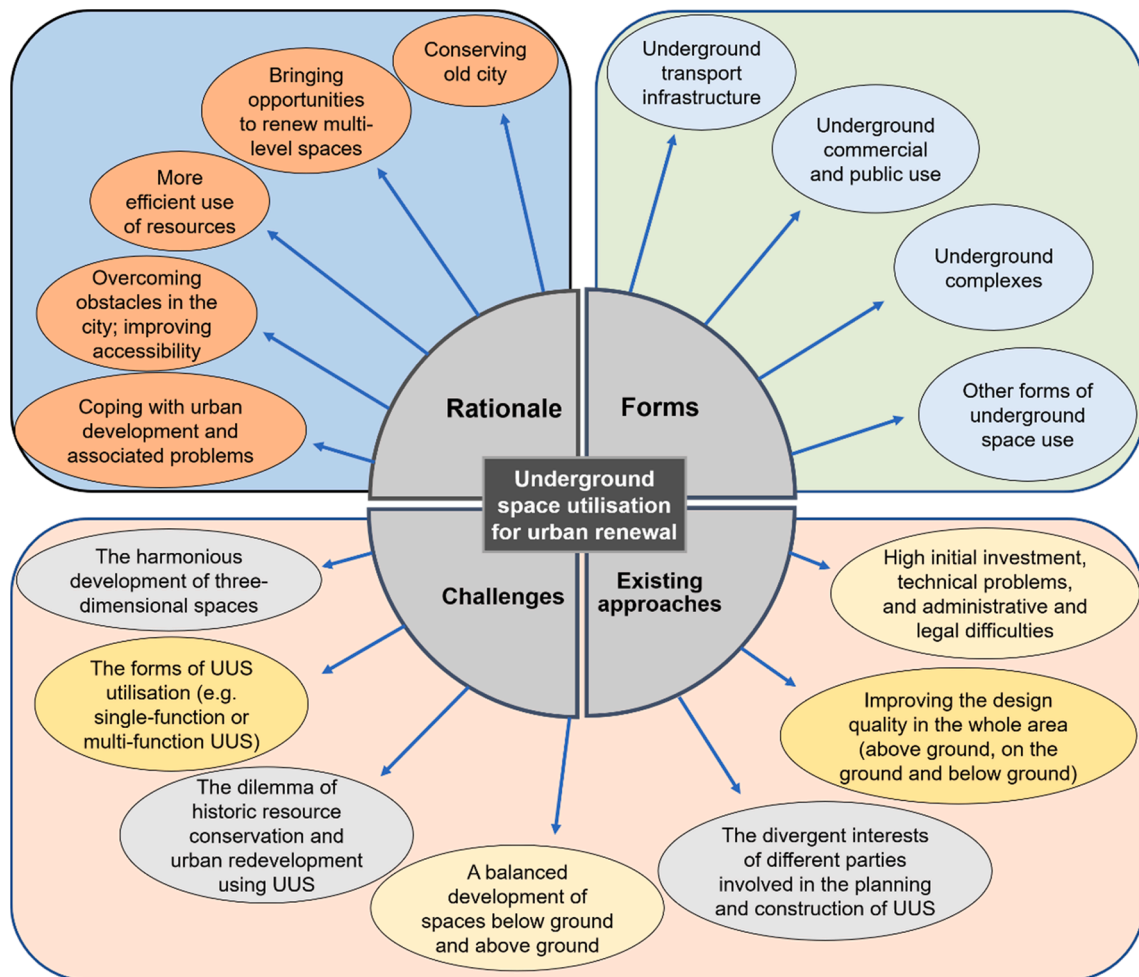 Conserving
old city
Bringing
opportunities
to renew multi-
level spaces
More
efficient use
of resources
Overcoming
obstacles in the
city; improving
accessibility
Coping with urban
development and
associated problems
Rationale
Underground
transport
infrastructure
Underground
commercial
and public use
Underground
complexes
Other forms of
underground
space use
Forms
Underground
space utilisation
for urban renewal
Challenges
The harmonious
development of three-
dimensional spaces
The forms of UUS
utilisation (e.g.
single-function or
multi-function UUS)
The dilemma of
historic resource
conservation and
urban redevelopment
using UUS
A balanced
development of
spaces below ground
and above ground
Existing
approaches
High initial investment,
technical problems,
and administrative and
legal difficulties
Improving the design
quality in the whole area
(above ground, on the
ground and below ground)
The divergent interests
of different parties
involved in the planning
and construction of UUS